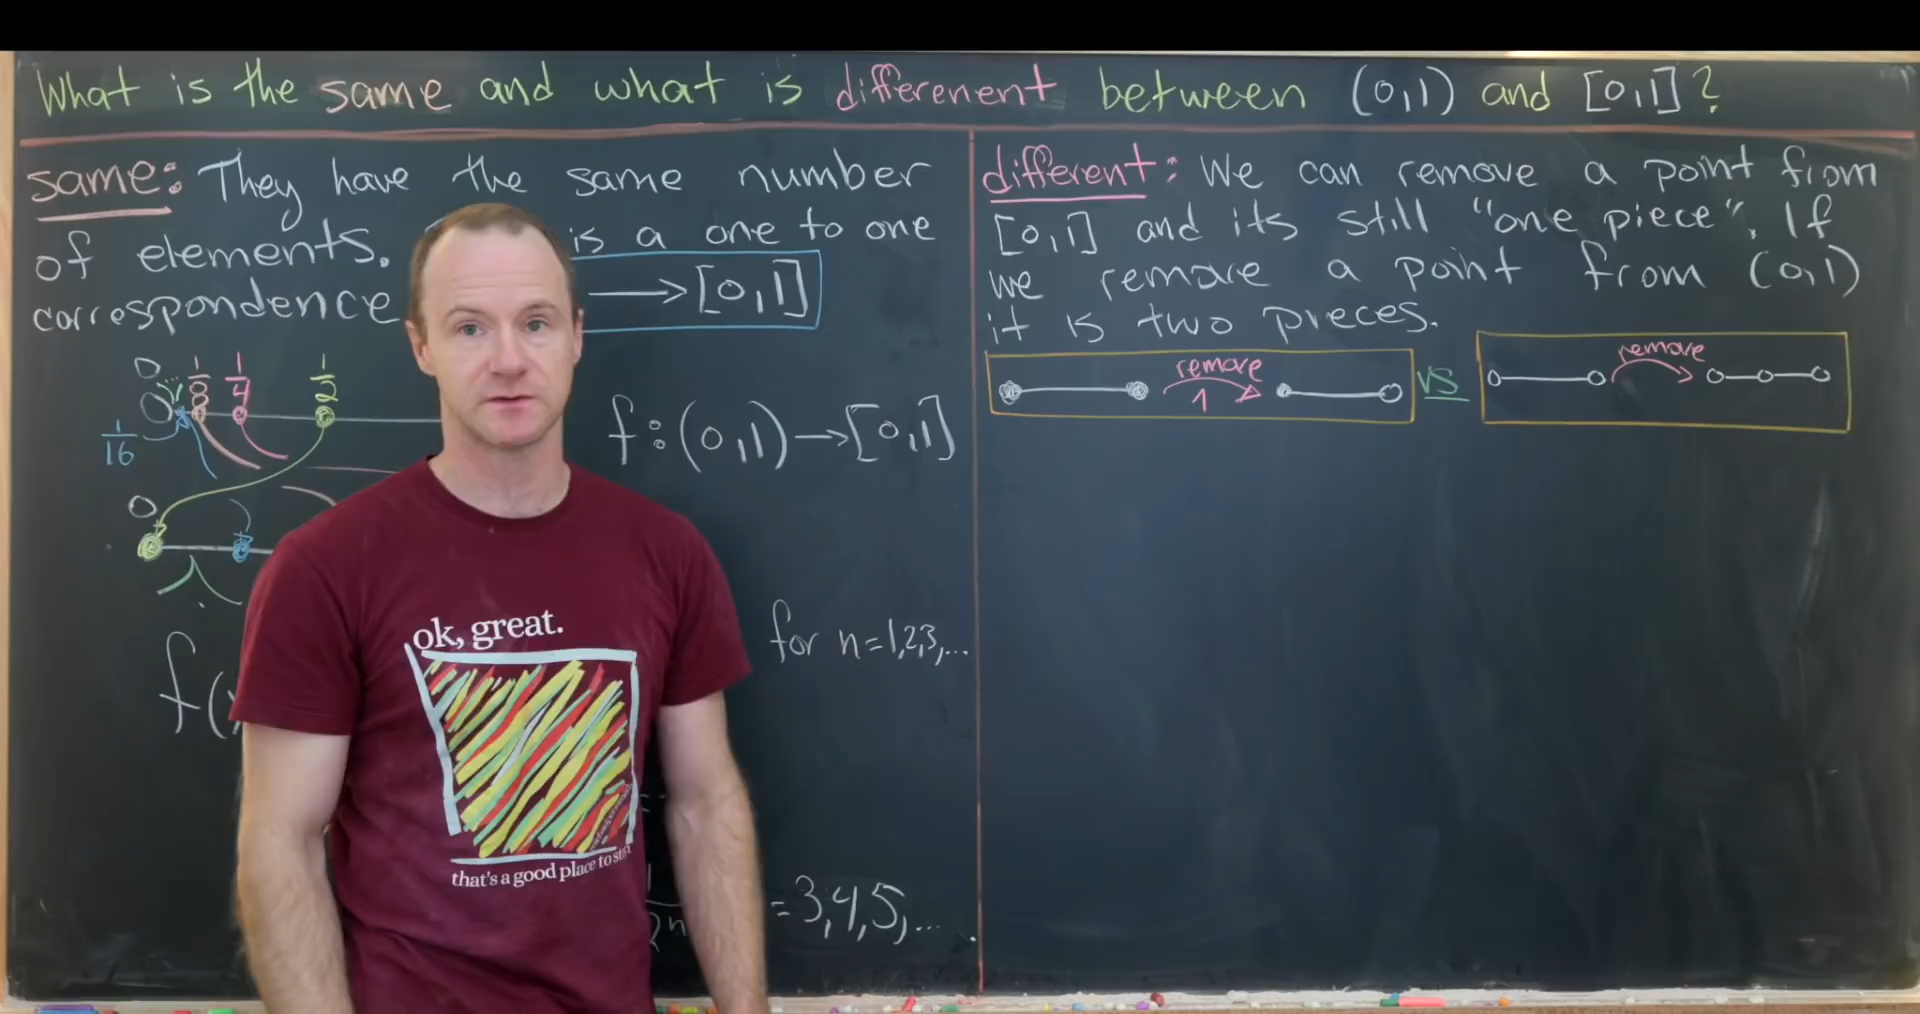 What is the same and what is differenent between (0,1) and [0,1]?
same: They have the same number
of elements. is a one to one
correspondence → [0,1]
0 1/8 1/4 1/2
1/16
f:(0,1)→[0,1]
0
f(
for n=1,2,3,...
=3,4,5,...
2^n
different: We can remove a point from
[0,1] and its still "one piece". If
we remove a point from (0,1)
it is two pieces.
remove
1
vs
remove
ok, great.
that's a good place to